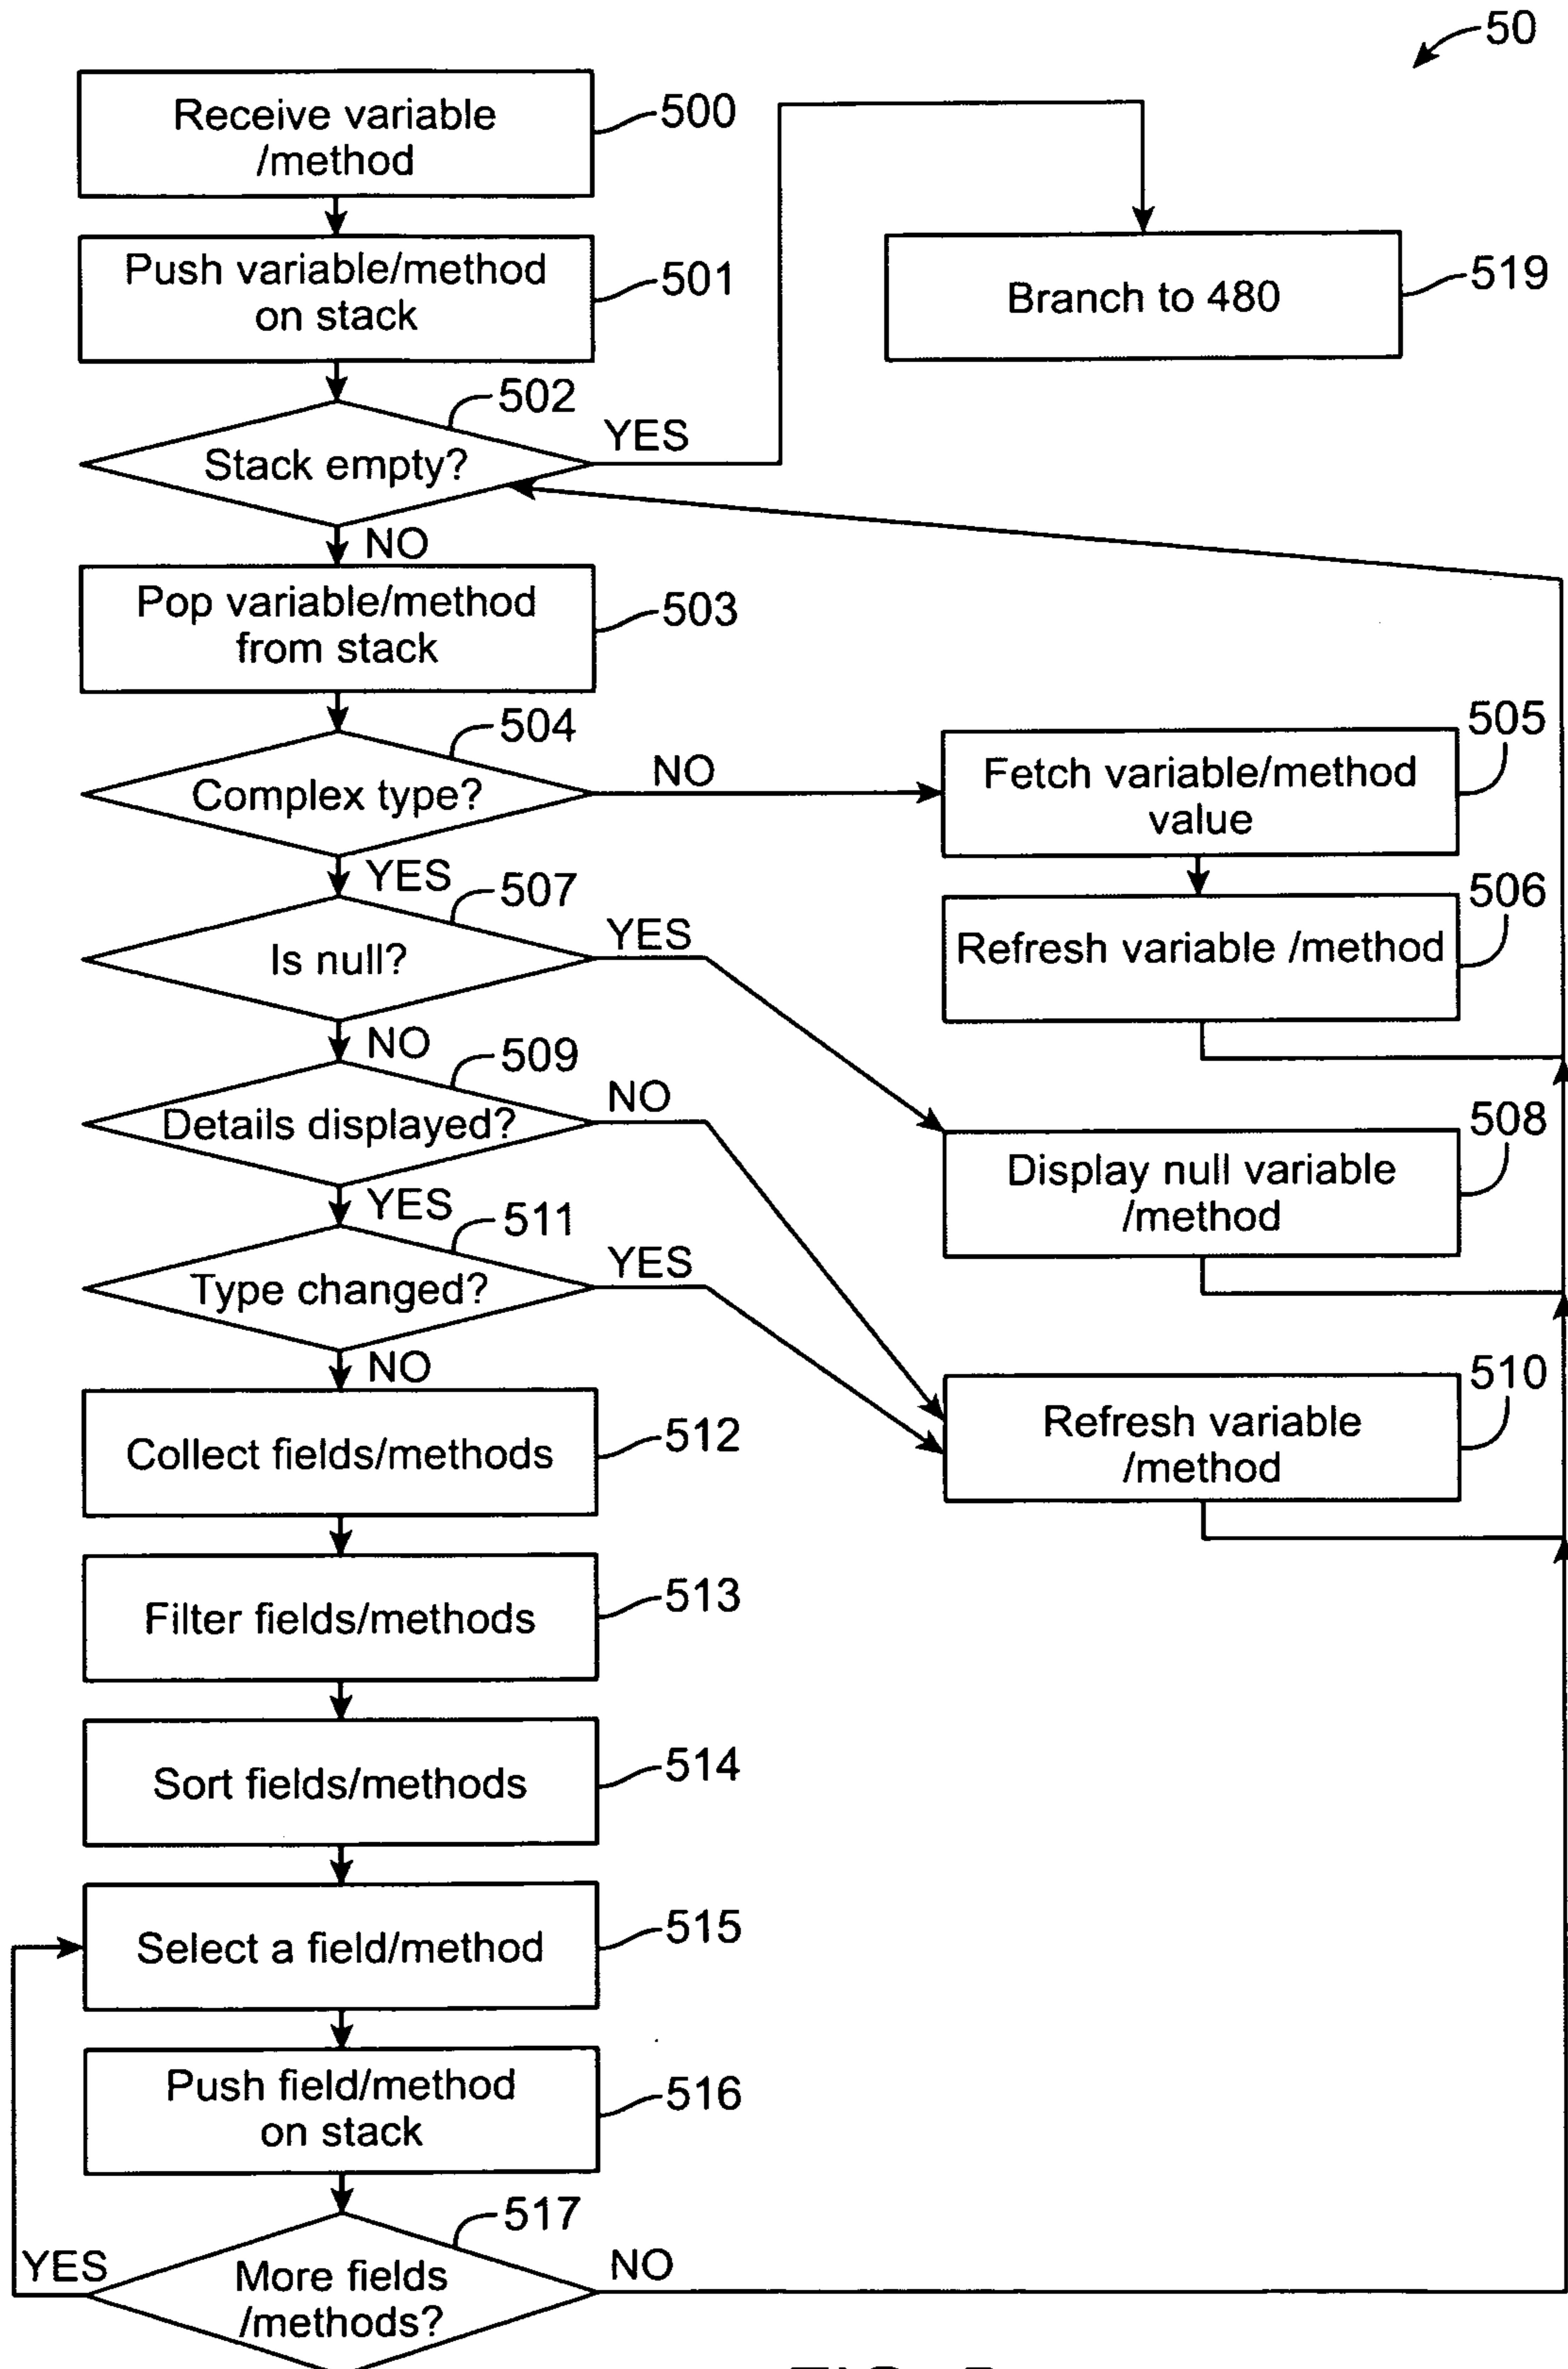 50
Receive variable
/method
500
Push variable/method
on stack
501
Branch to 480
519
502
Stack empty?
YES
NO
Pop variable/method
from stack
503
504
Complex type?
NO
Fetch variable/method
value
505
YES
507
Is null?
YES
Refresh variable /method
506
NO
509
Details displayed?
NO
Display null variable
/method
508
YES
511
Type changed?
YES
Refresh variable
/method
510
NO
Collect fields/methods
512
Filter fields/methods
513
Sort fields/methods
514
Select a field/method
515
Push field/method
on stack
516
517
More fields
/methods?
YES
NO